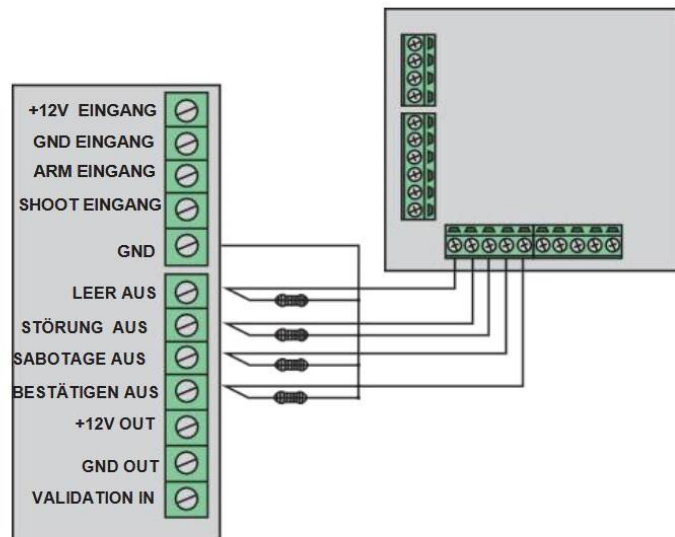 +12V EINGANG
GND EINGANG
ARM EINGANG
SHOOT EINGANG
GND
LEER AUS
STÖRUNG AUS
SABOTAGE AUS
BESTÄTIGEN AUS
+12V OUT
GND OUT
VALIDATION IN